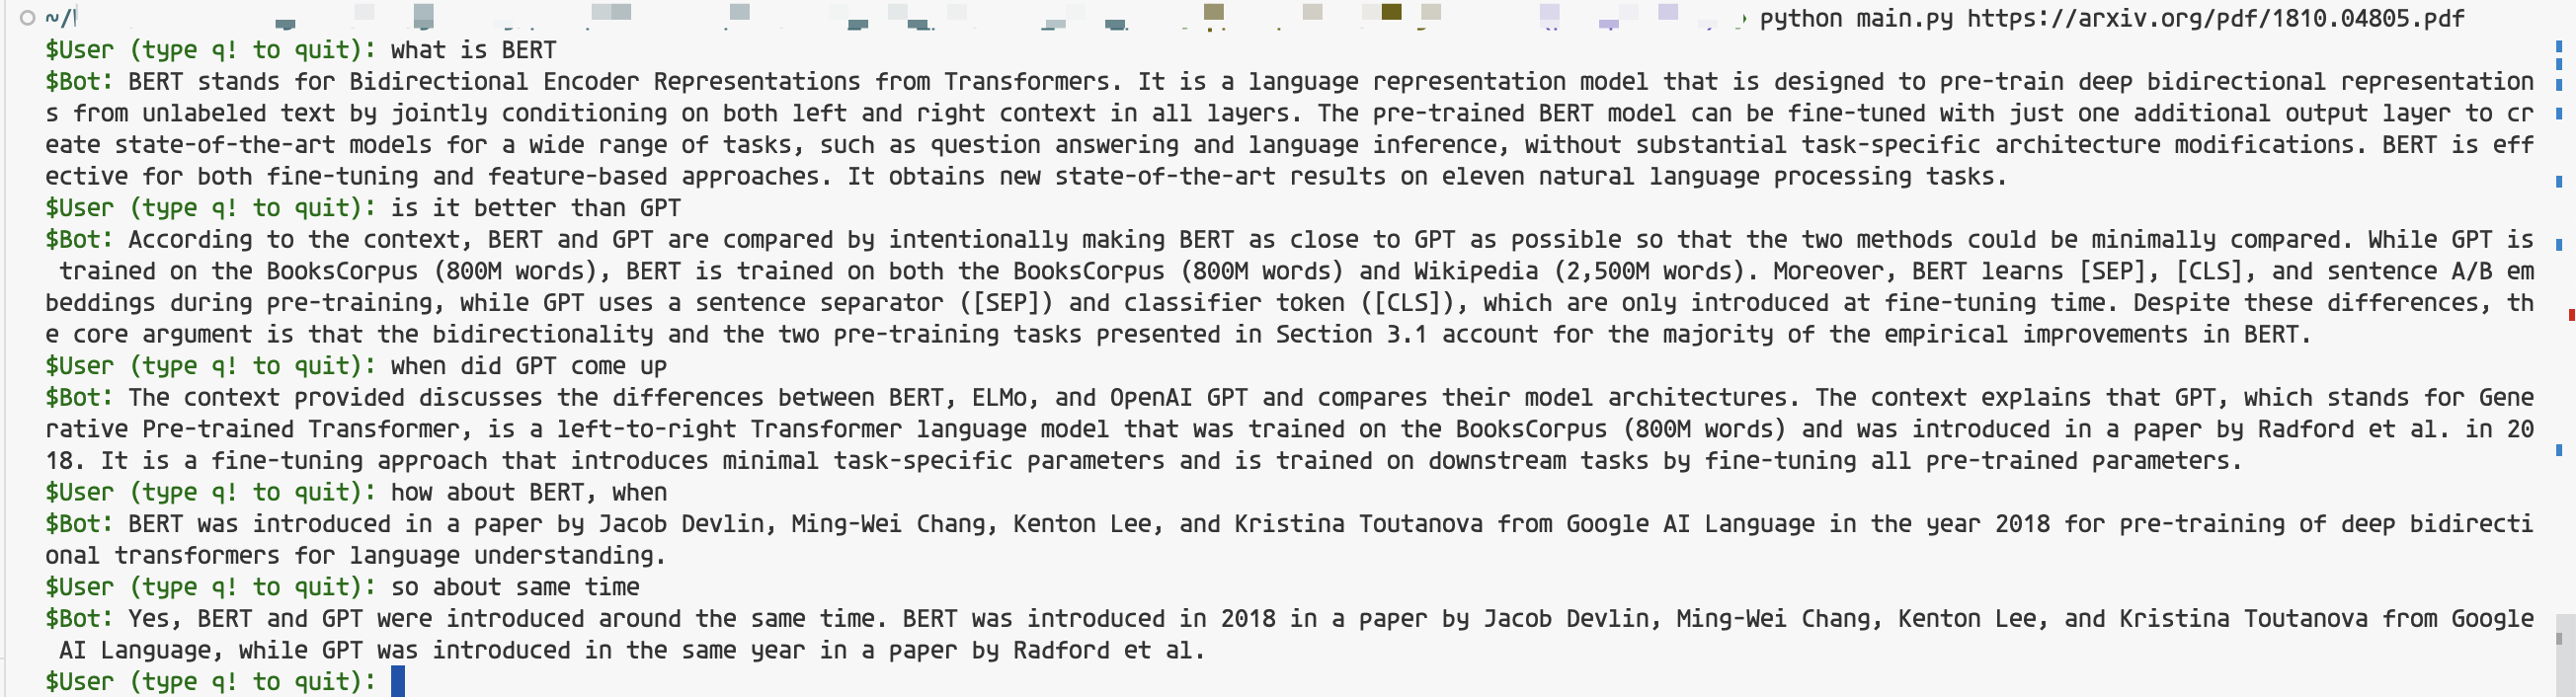 ~/ python main.py https://arxiv.org/pdf/1810.04805.pdf
$User (type q! to quit): what is BERT
$Bot: BERT stands for Bidirectional Encoder Representations from Transformers. It is a language representation model that is designed to pre-train deep bidirectional representation
s from unlabeled text by jointly conditioning on both left and right context in all layers. The pre-trained BERT model can be fine-tuned with just one additional output layer to cr
eate state-of-the-art models for a wide range of tasks, such as question answering and language inference, without substantial task-specific architecture modifications. BERT is eff
ective for both fine-tuning and feature-based approaches. It obtains new state-of-the-art results on eleven natural language processing tasks.
$User (type q! to quit): is it better than GPT
$Bot: According to the context, BERT and GPT are compared by intentionally making BERT as close to GPT as possible so that the two methods could be minimally compared. While GPT is
 trained on the BooksCorpus (800M words), BERT is trained on both the BooksCorpus (800M words) and Wikipedia (2,500M words). Moreover, BERT learns [SEP], [CLS], and sentence A/B em
beddings during pre-training, while GPT uses a sentence separator ([SEP]) and classifier token ([CLS]), which are only introduced at fine-tuning time. Despite these differences, th
e core argument is that the bidirectionality and the two pre-training tasks presented in Section 3.1 account for the majority of the empirical improvements in BERT.
$User (type q! to quit): when did GPT come up
$Bot: The context provided discusses the differences between BERT, ELMo, and OpenAI GPT and compares their model architectures. The context explains that GPT, which stands for Gene
rative Pre-trained Transformer, is a left-to-right Transformer language model that was trained on the BooksCorpus (800M words) and was introduced in a paper by Radford et al. in 20
18. It is a fine-tuning approach that introduces minimal task-specific parameters and is trained on downstream tasks by fine-tuning all pre-trained parameters.
$User (type q! to quit): how about BERT, when
$Bot: BERT was introduced in a paper by Jacob Devlin, Ming-Wei Chang, Kenton Lee, and Kristina Toutanova from Google AI Language in the year 2018 for pre-training of deep bidirecti
onal transformers for language understanding.
$User (type q! to quit): so about same time
$Bot: Yes, BERT and GPT were introduced around the same time. BERT was introduced in 2018 in a paper by Jacob Devlin, Ming-Wei Chang, Kenton Lee, and Kristina Toutanova from Google
 AI Language, while GPT was introduced in the same year in a paper by Radford et al.
$User (type q! to quit):